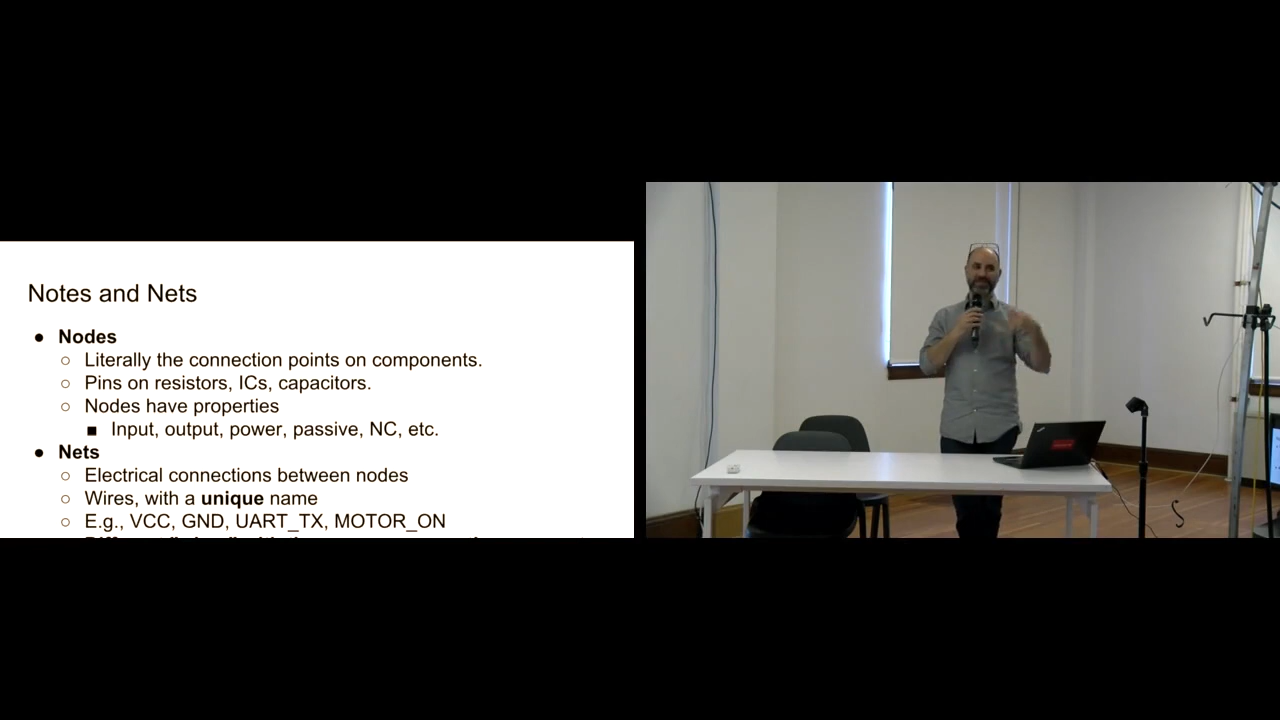 Notes and Nets
● Nodes
○ Literally the connection points on components.
○ Pins on resistors, ICs, capacitors.
○ Nodes have properties
■ Input, output, power, passive, NC, etc.
● Nets
○ Electrical connections between nodes
○ Wires, with a unique name
○ E.g., VCC, GND, UART_TX, MOTOR_ON